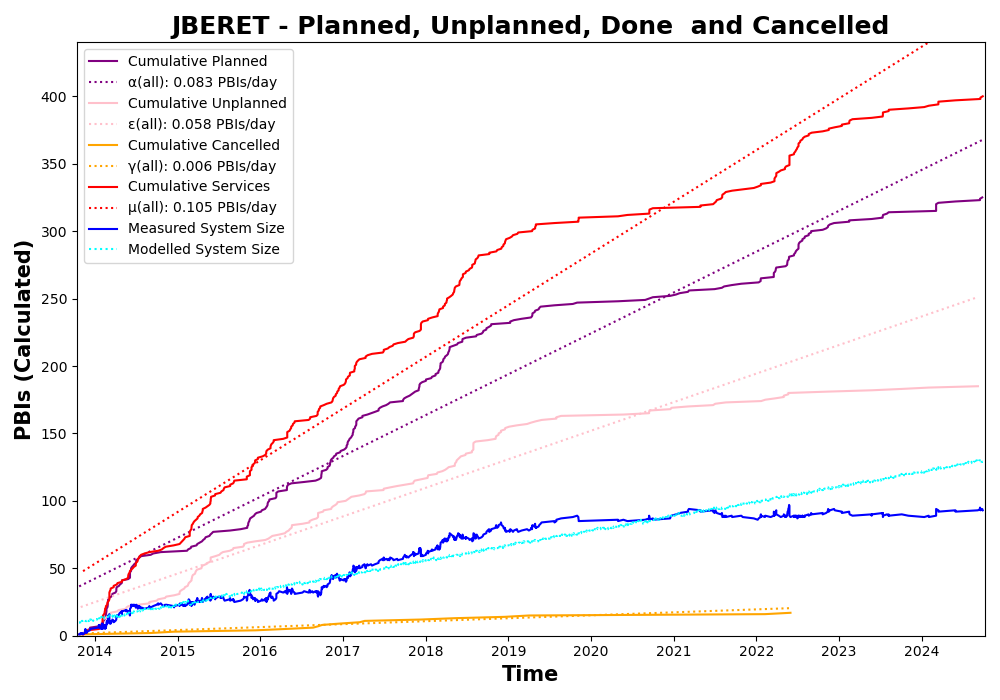 JBERET - Planned, Unplanned, Done  and Cancelled
Cumulative Planned
α(all): 0.083 PBIs/day
Cumulative Unplanned
ε(all): 0.058 PBIs/day
Cumulative Cancelled
γ(all): 0.006 PBIs/day
Cumulative Services
μ(all): 0.105 PBIs/day
Measured System Size
Modelled System Size
PBIs (Calculated)
400
350
300
250
200
150
100
50
0
2014 2015 2016 2017 2018 2019 2020 2021 2022 2023 2024
Time